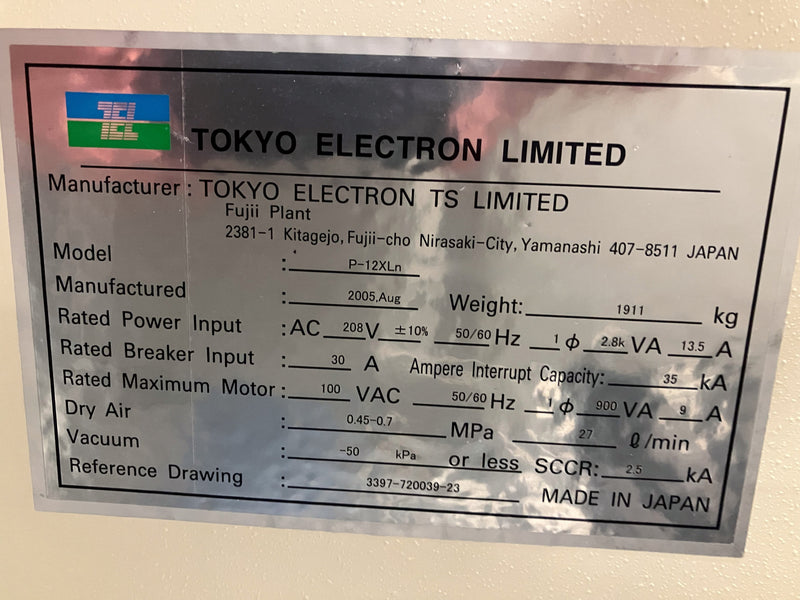 TEL
TOKYO ELECTRON LIMITED
Manufacturer : TOKYO ELECTRON TS LIMITED
Fujii Plant
2381-1 Kitagejo, Fujii-cho Nirasaki-City, Yamanashi 407-8511 JAPAN
Model : P-12XLn
Manufactured : 2005.Aug Weight: 1911 kg
Rated Power Input : AC 208 V ±10% 50/60 Hz 1 ϕ 2.8k VA 13.5 A
Rated Breaker Input : 30 A Ampere Interrupt Capacity: 35 kA
Rated Maximum Motor : 100 VAC 50/60 Hz 1 ϕ 900 VA 9 A
Dry Air : 0.45-0.7 MPa 27 ℓ/min
Vacuum : -50 kPa or less SCCR: 2.5 kA
Reference Drawing : 3397-720039-23 MADE IN JAPAN